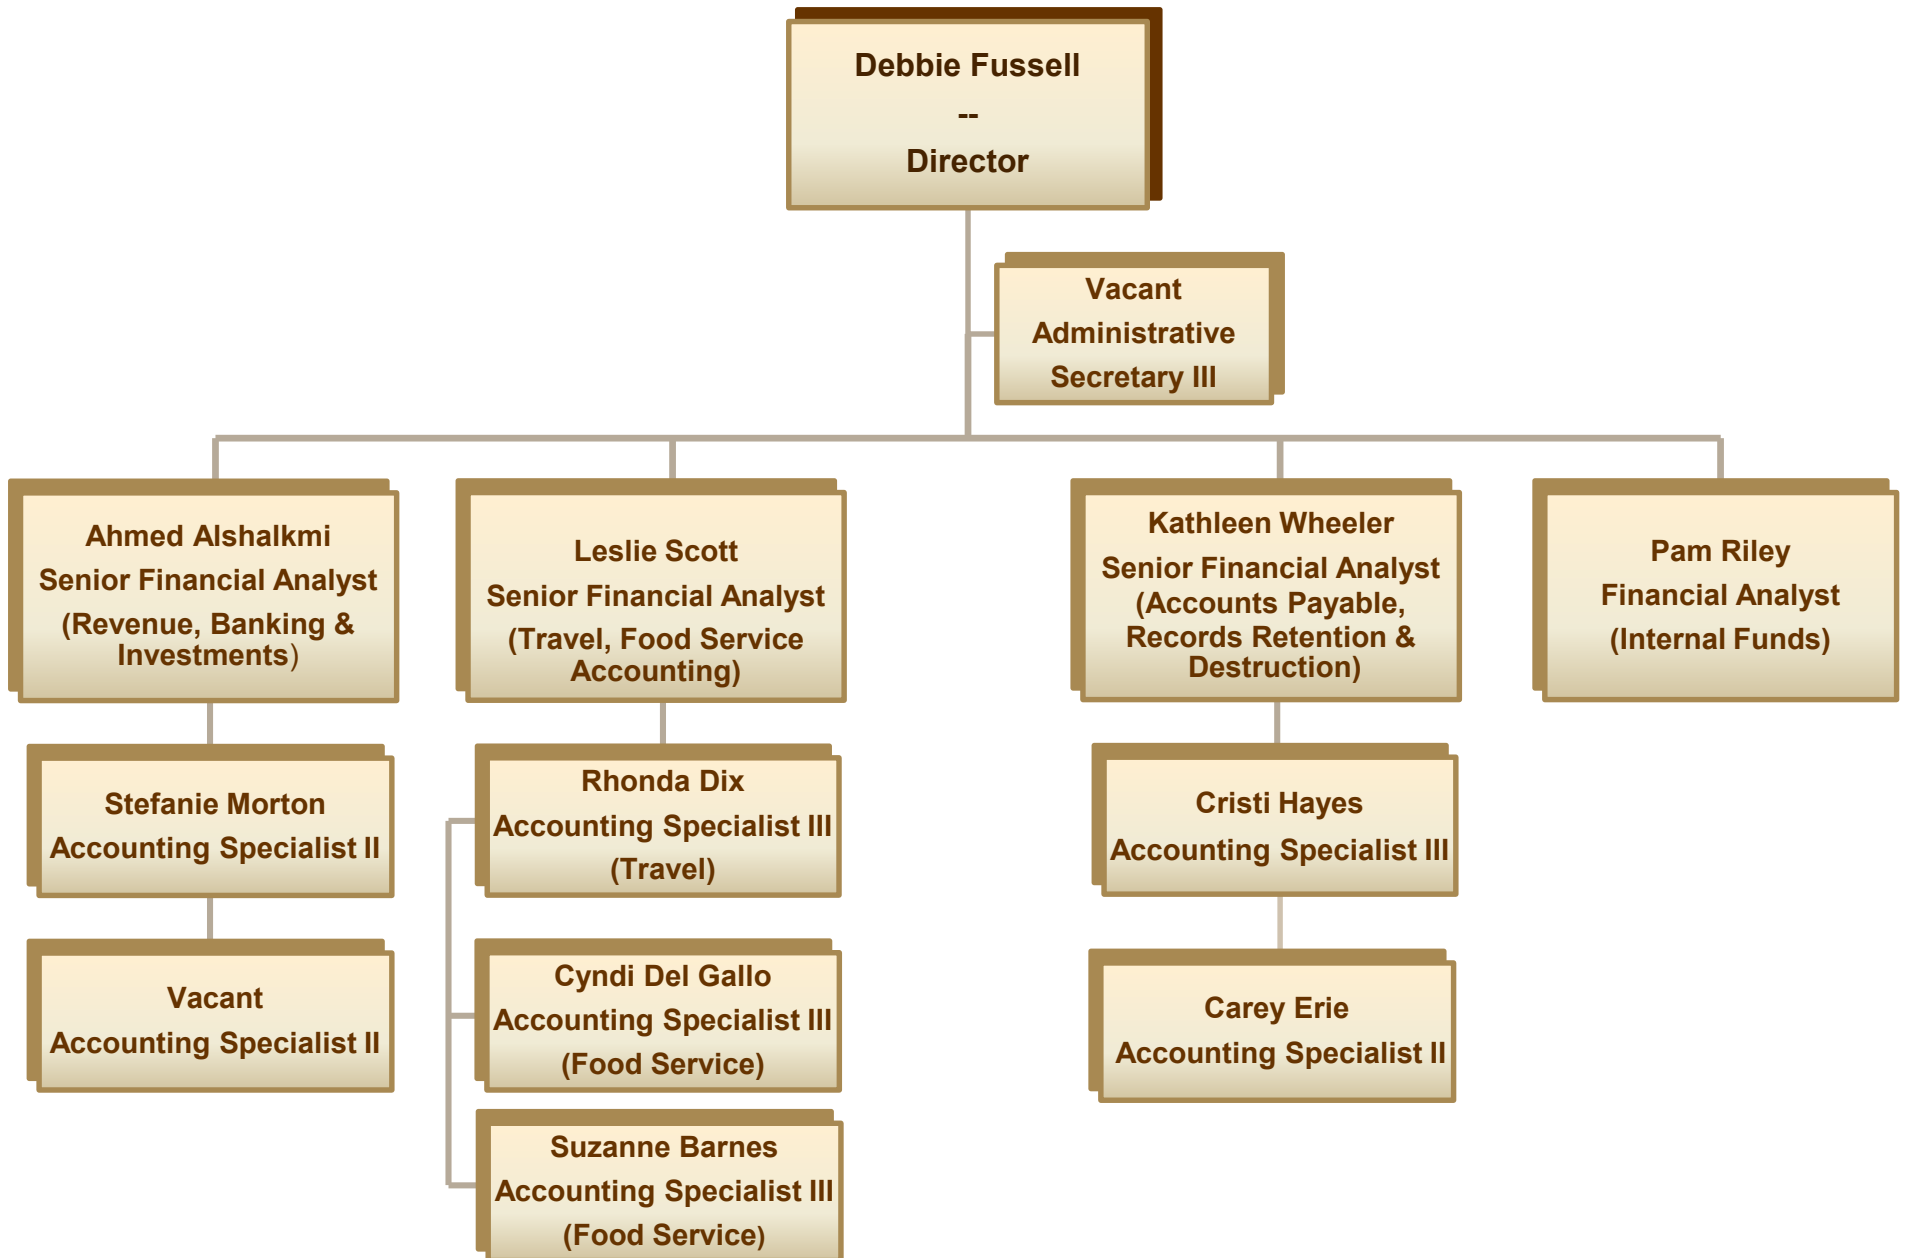 Debbie Fussell
--
Director
Vacant
Administrative
Secretary III
Ahmed Alshalkmi
Senior Financial Analyst
(Revenue, Banking &
Investments)
Leslie Scott
Senior Financial Analyst
(Travel, Food Service
Accounting)
Kathleen Wheeler
Senior Financial Analyst
(Accounts Payable,
Records Retention &
Destruction)
Pam Riley
Financial Analyst
(Internal Funds)
Stefanie Morton
Accounting Specialist II
Rhonda Dix
Accounting Specialist III
(Travel)
Cristi Hayes
Accounting Specialist III
Vacant
Accounting Specialist II
Cyndi Del Gallo
Accounting Specialist III
(Food Service)
Carey Erie
Accounting Specialist II
Suzanne Barnes
Accounting Specialist III
(Food Service)